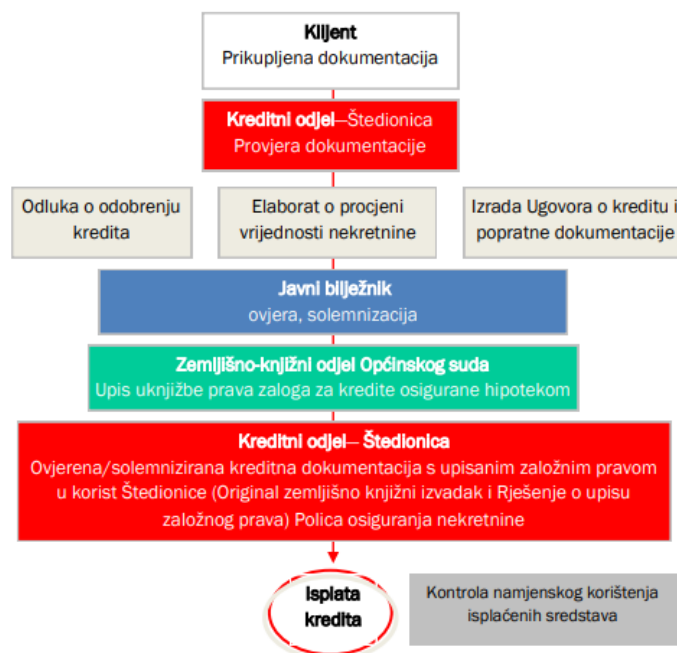 Klijent
Prikupljena dokumentacija
Kreditni odjel—Štedionica
Provjera dokumentacije
Odluka o odobrenju
kredita
Elaborat o procjeni
vrijednosti nekretnine
Izrada Ugovora o kreditu i
popratne dokumentacije
Javni bilježnik
ovjera, solemnizacija
Zemljišno-knjižni odjel Općinskog suda
Upis uknjižbe prava zaloga za kredite osigurane hipotekom
Kreditni odjel— Štedionica
Ovjerena/solemnizirana kreditna dokumentacija s upisanim založnim pravom
u korist Štedionice (Original zemljišno knjižni izvadak i Rješenje o upisu
založnog prava) Polica osiguranja nekretnine
Isplata
kredita
Kontrola namjenskog korištenja
isplaćenih sredstava